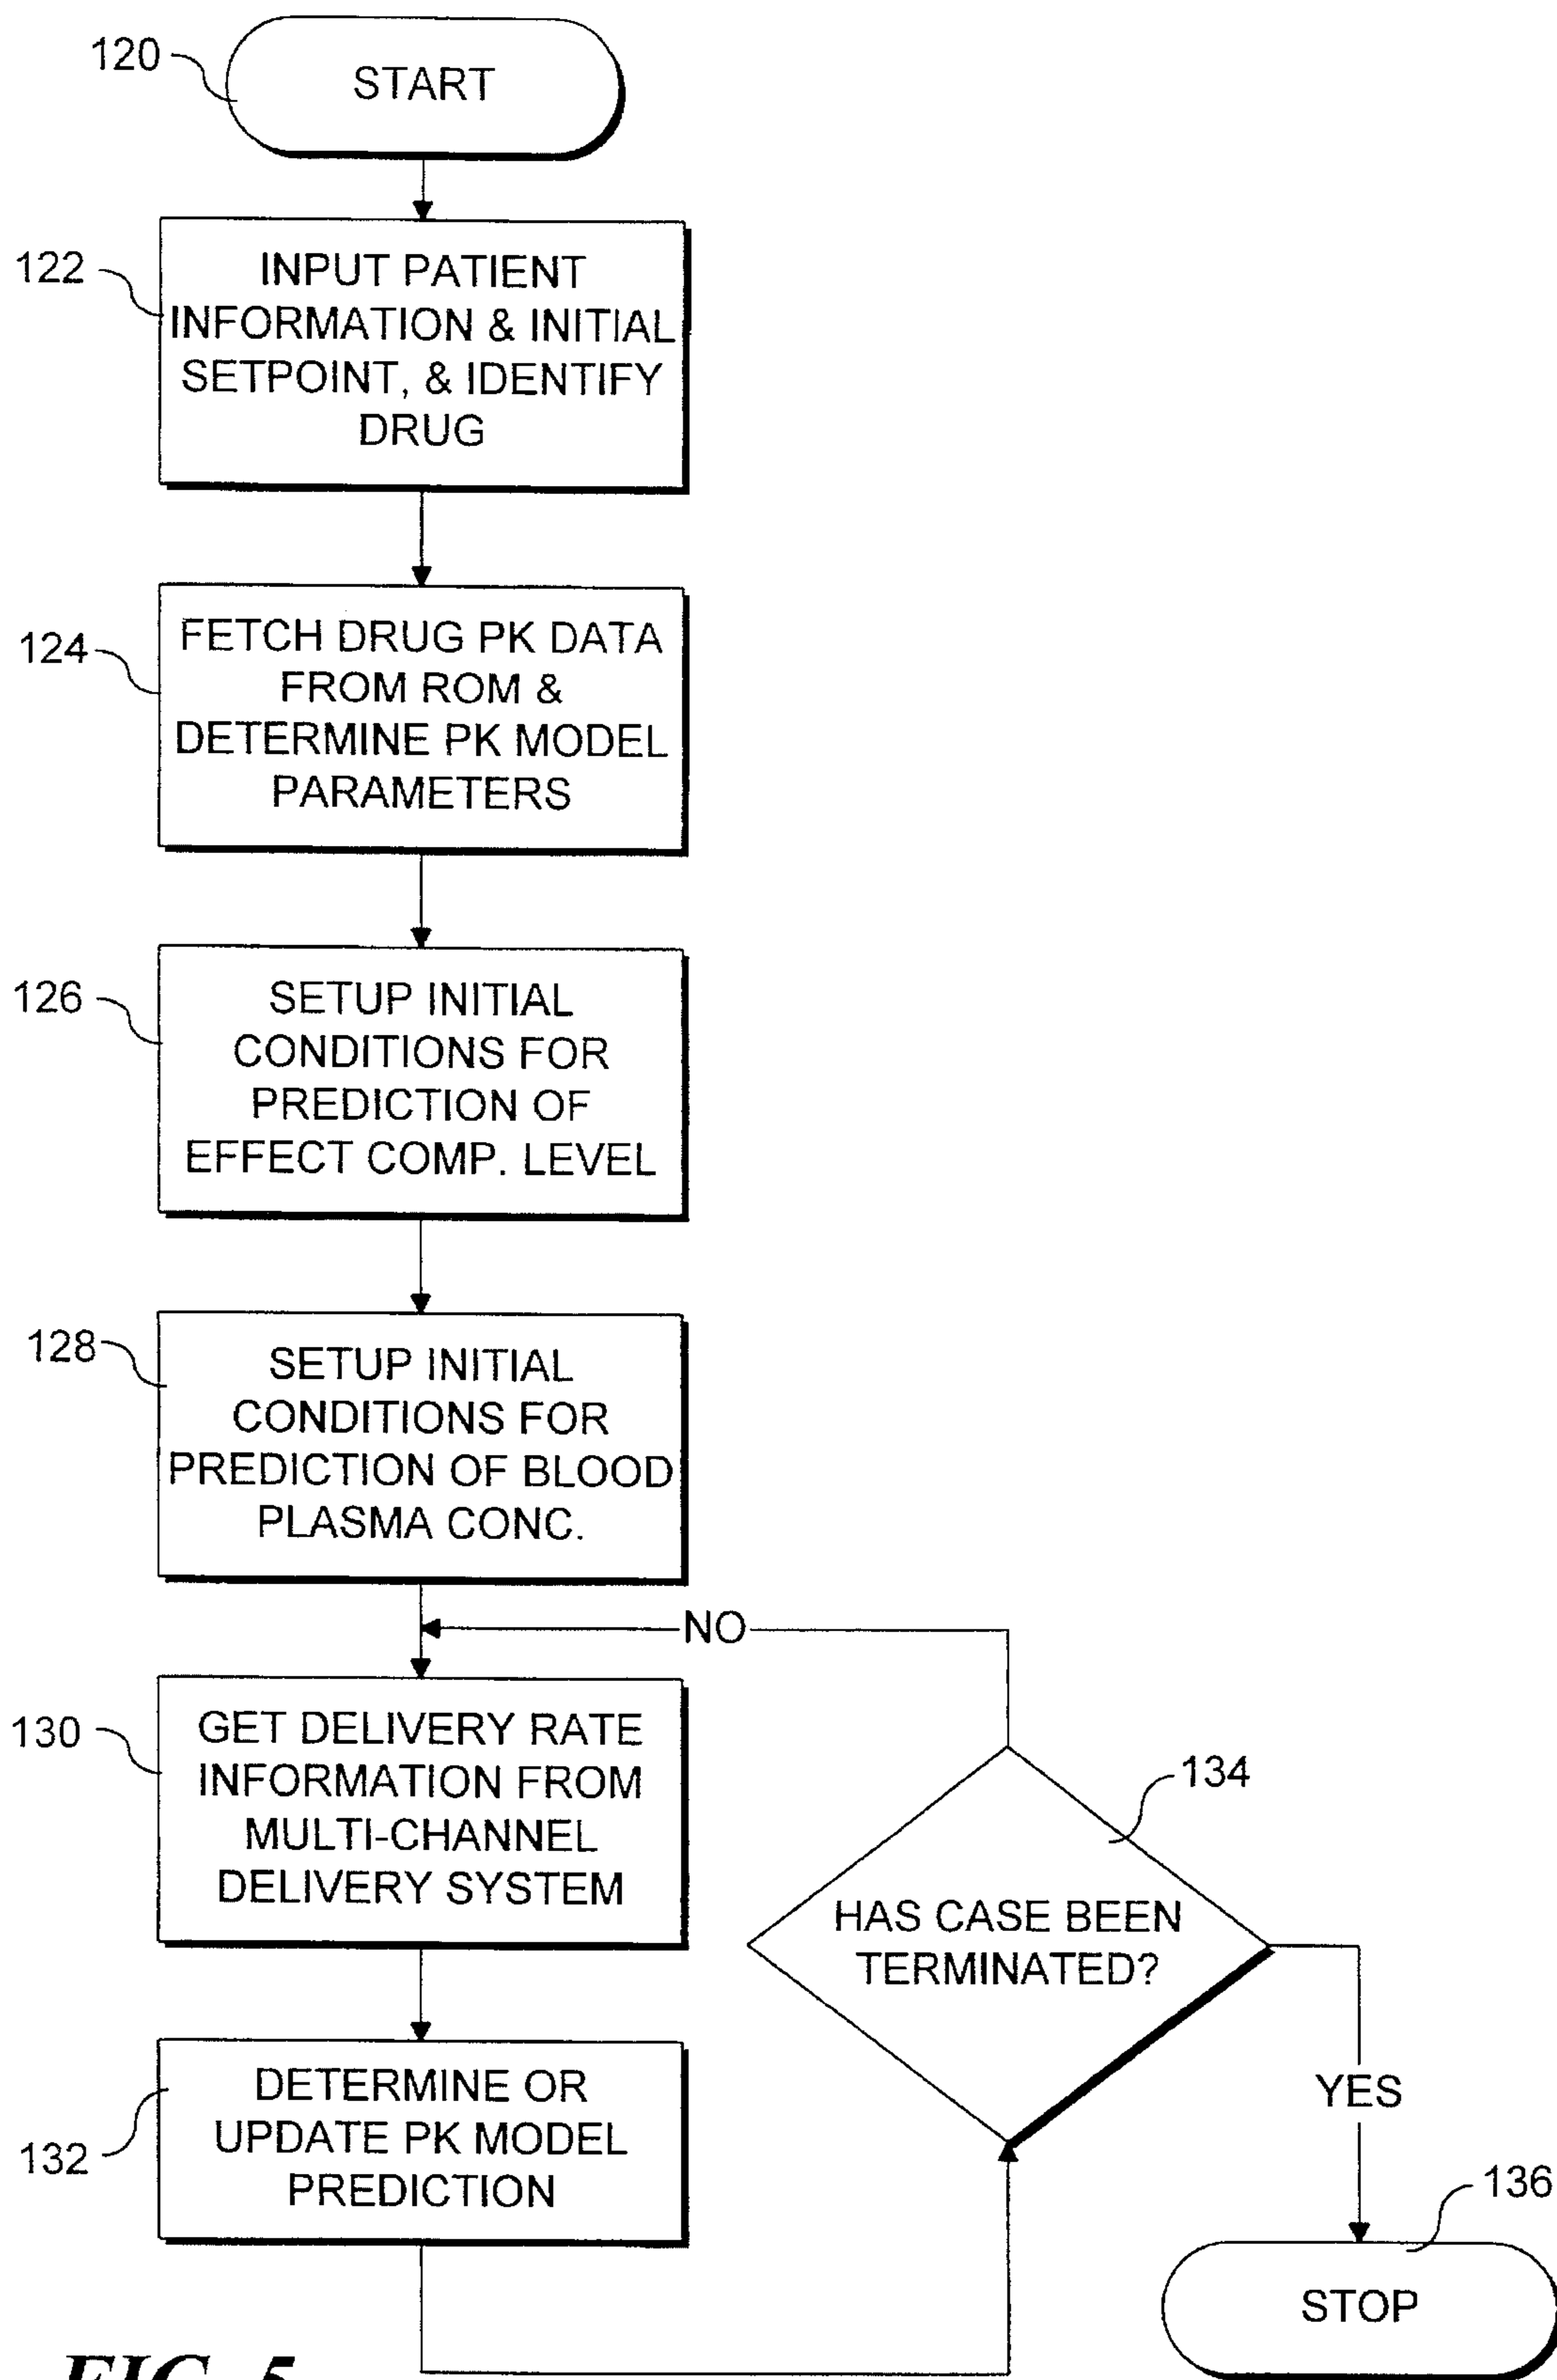 120
START
122
INPUT PATIENT
INFORMATION & INITIAL
SETPOINT, & IDENTIFY
DRUG
124
FETCH DRUG PK DATA
FROM ROM &
DETERMINE PK MODEL
PARAMETERS
126
SETUP INITIAL
CONDITIONS FOR
PREDICTION OF
EFFECT COMP. LEVEL
128
SETUP INITIAL
CONDITIONS FOR
PREDICTION OF BLOOD
PLASMA CONC.
NO
130
GET DELIVERY RATE
INFORMATION FROM
MULTI-CHANNEL
DELIVERY SYSTEM
134
HAS CASE BEEN
TERMINATED?
YES
132
DETERMINE OR
UPDATE PK MODEL
PREDICTION
136
STOP
FIG. 5